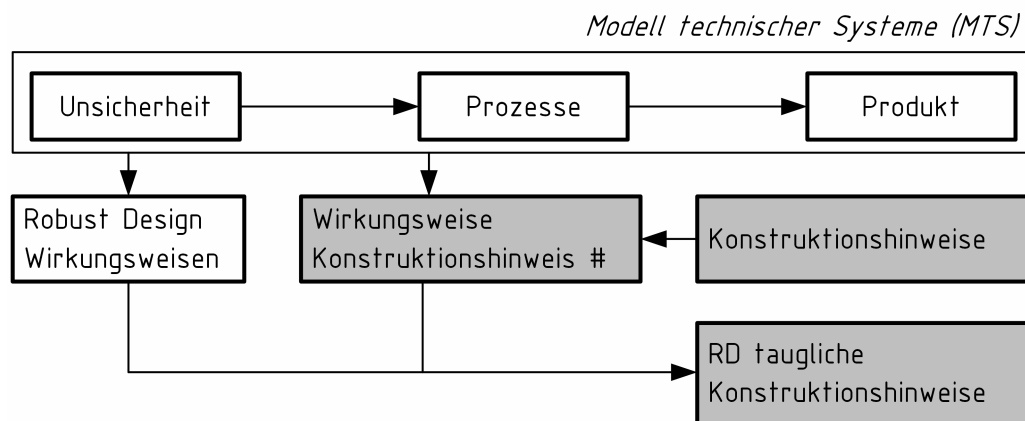 Modell technischer Systeme (MTS)
Unsicherheit
Prozesse
Produkt
Robust Design
Wirkungsweisen
Wirkungsweise
Konstruktionshinweis #
Konstruktionshinweise
RD taugliche
Konstruktionshinweise